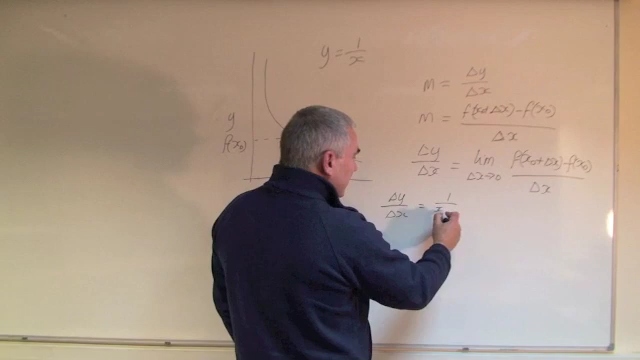 y = 1/x
m = Δy/Δx
y
f(x₀)
m = f(x₀+Δx) - f(x₀) / Δx
Δy/Δx = lim Δx→0 f(x₀+Δx) - f(x₀) / Δx
Δy/Δx = 1/x